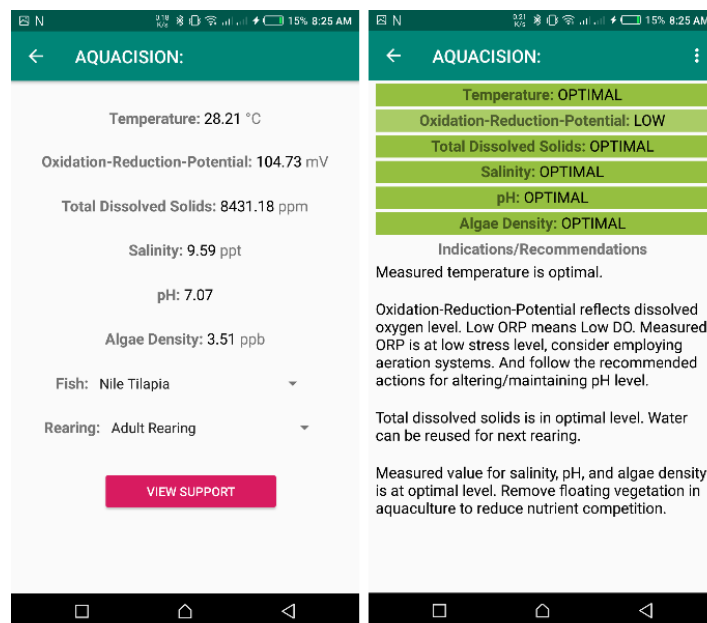 N 0.18 K/s 15% 8:25 AM
AQUACISION:
Temperature: 28.21 °C
Oxidation-Reduction-Potential: 104.73 mV
Total Dissolved Solids: 8431.18 ppm
Salinity: 9.59 ppt
pH: 7.07
Algae Density: 3.51 ppb
Fish: Nile Tilapia
Rearing: Adult Rearing
VIEW SUPPORT
N 0.21 K/s 15% 8:25 AM
AQUACISION:
Temperature: OPTIMAL
Oxidation-Reduction-Potential: LOW
Total Dissolved Solids: OPTIMAL
Salinity: OPTIMAL
pH: OPTIMAL
Algae Density: OPTIMAL
Indications/Recommendations
Measured temperature is optimal.
Oxidation-Reduction-Potential reflects dissolved
oxygen level. Low ORP means Low DO. Measured
ORP is at low stress level, consider employing
aeration systems. And follow the recommended
actions for altering/maintaining pH level.
Total dissolved solids is in optimal level. Water
can be reused for next rearing.
Measured value for salinity, pH, and algae density
is at optimal level. Remove floating vegetation in
aquaculture to reduce nutrient competition.